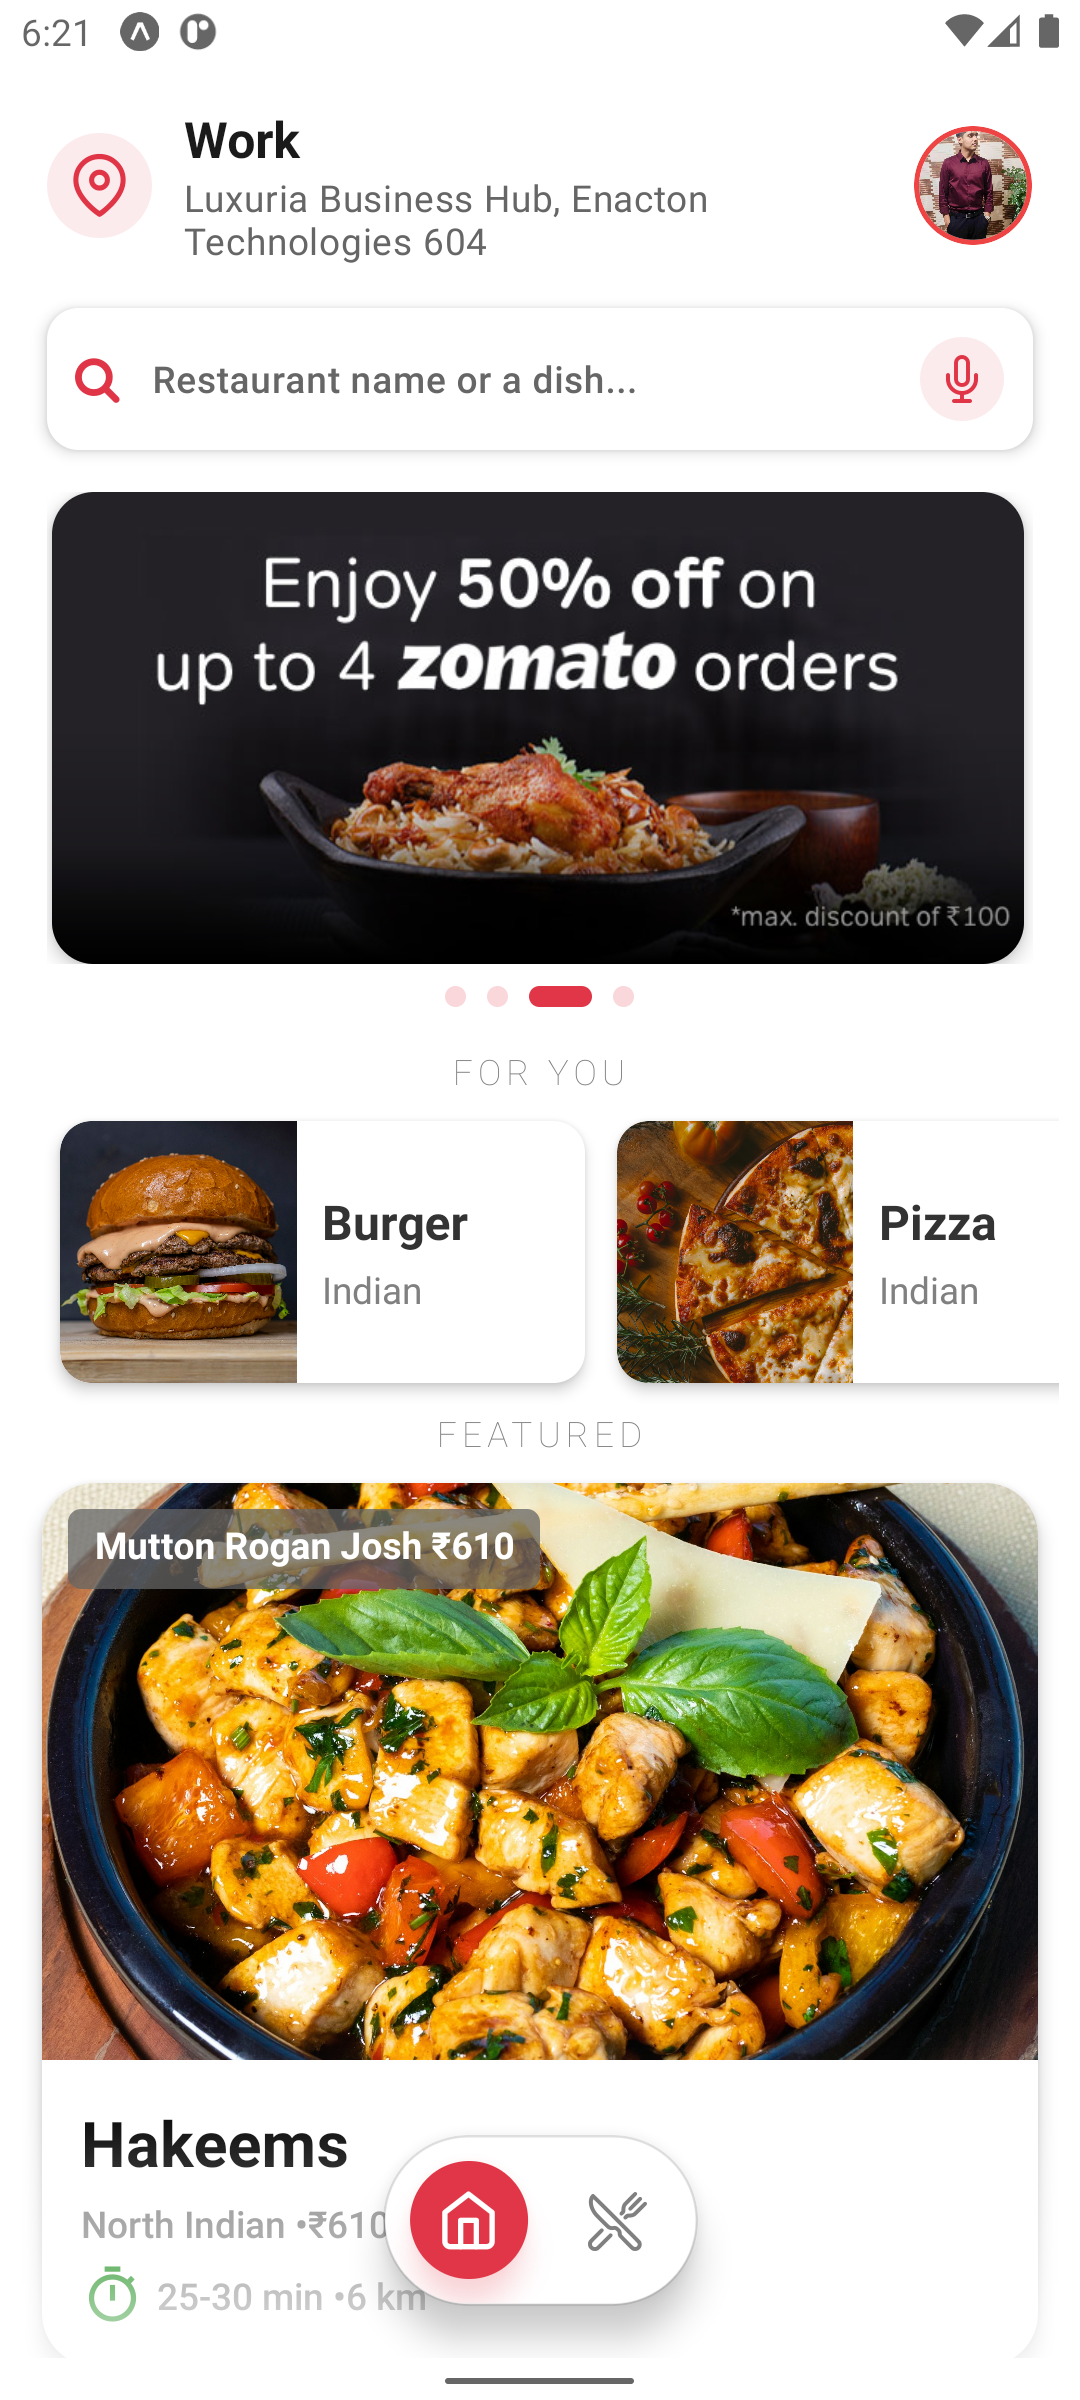 6:21
Work
Luxuria Business Hub, Enacton
Technologies 604
Restaurant name or a dish...
Enjoy 50% off on
up to 4 zomato orders
*max. discount of ₹100
FOR YOU
Burger
Indian
Pizza
Indian
FEATURED
Mutton Rogan Josh ₹610
Hakeems
North Indian •₹610
25-30 min •6 km